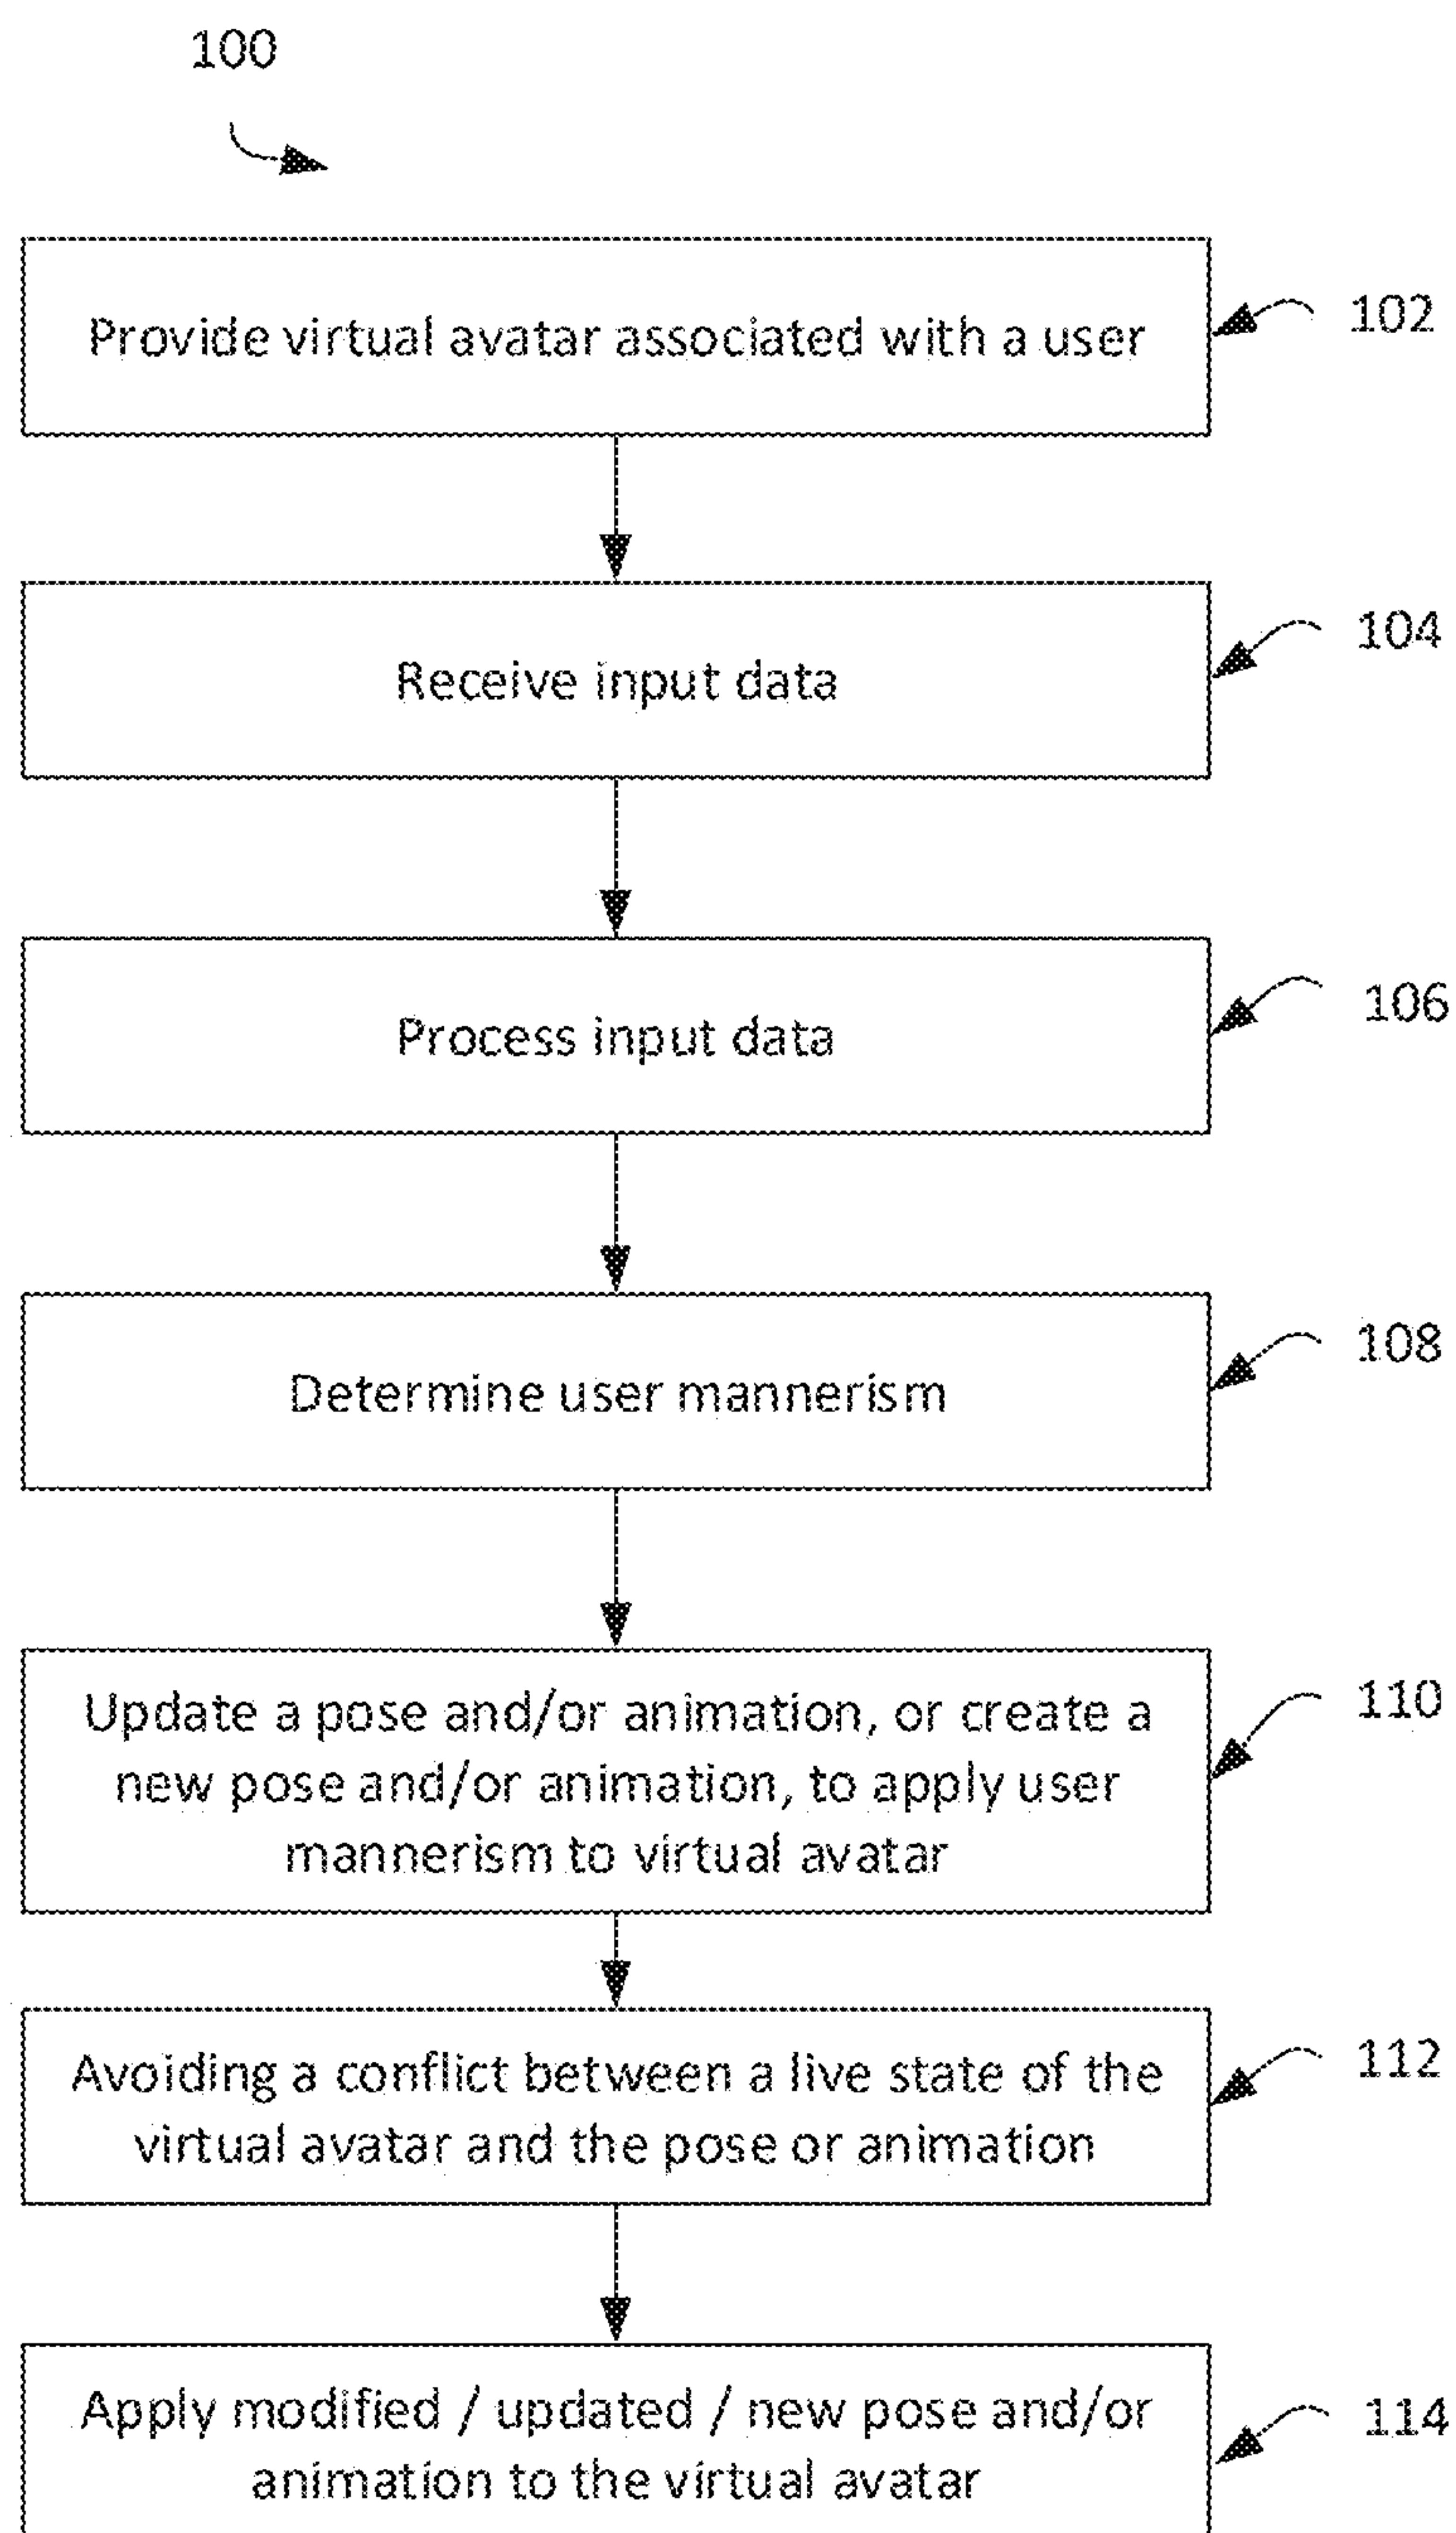 100
Provide virtual avatar associated with a user
102
Receive input data
104
Process input data
106
Determine user mannerism
108
Update a pose and/or animation, or create a
new pose and/or animation, to apply user
mannerism to virtual avatar
110
Avoiding a conflict between a live state of the
virtual avatar and the pose or animation
112
Apply modified / updated / new pose and/or
animation to the virtual avatar
114